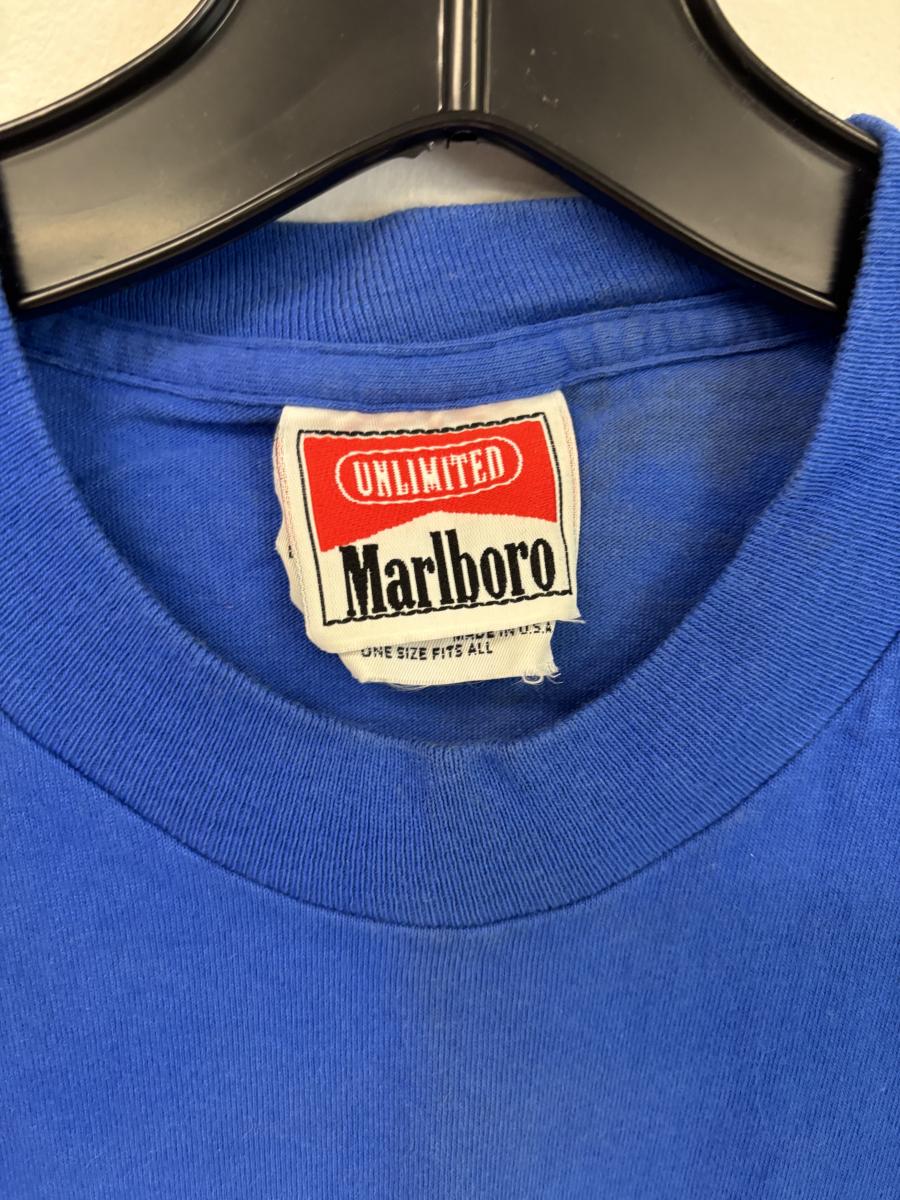 UNLIMITED
Marlboro
MADE IN U.S.A
ONE SIZE FITS ALL